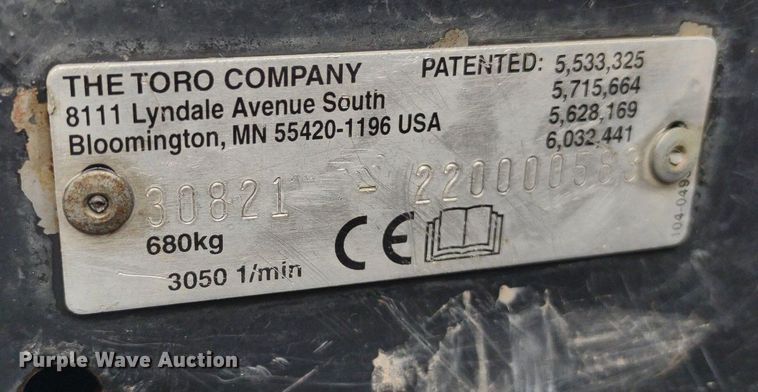 THE TORO COMPANY
8111 Lyndale Avenue South
Bloomington, MN 55420-1196 USA
PATENTED: 5,533,325
5,715,664
5,628,169
6,032,441
30821 - 220000583
680kg
3050 1/min
CE
Purple Wave Auction